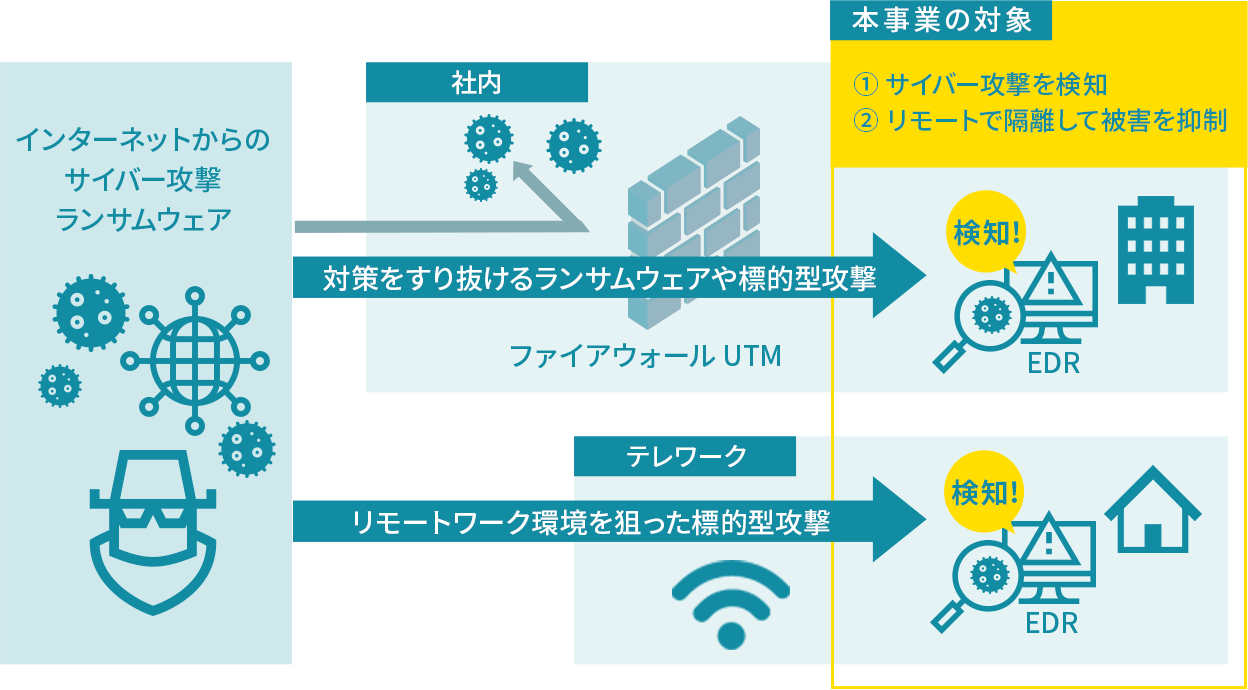 本事業の対象
① サイバー攻撃を検知
② リモートで隔離して被害を抑制
インターネットからの
サイバー攻撃
ランサムウェア
社内
検知!
対策をすり抜けるランサムウェアや標的型攻撃
ファイアウォール UTM
EDR
テレワーク
検知!
リモートワーク環境を狙った標的型攻撃
EDR